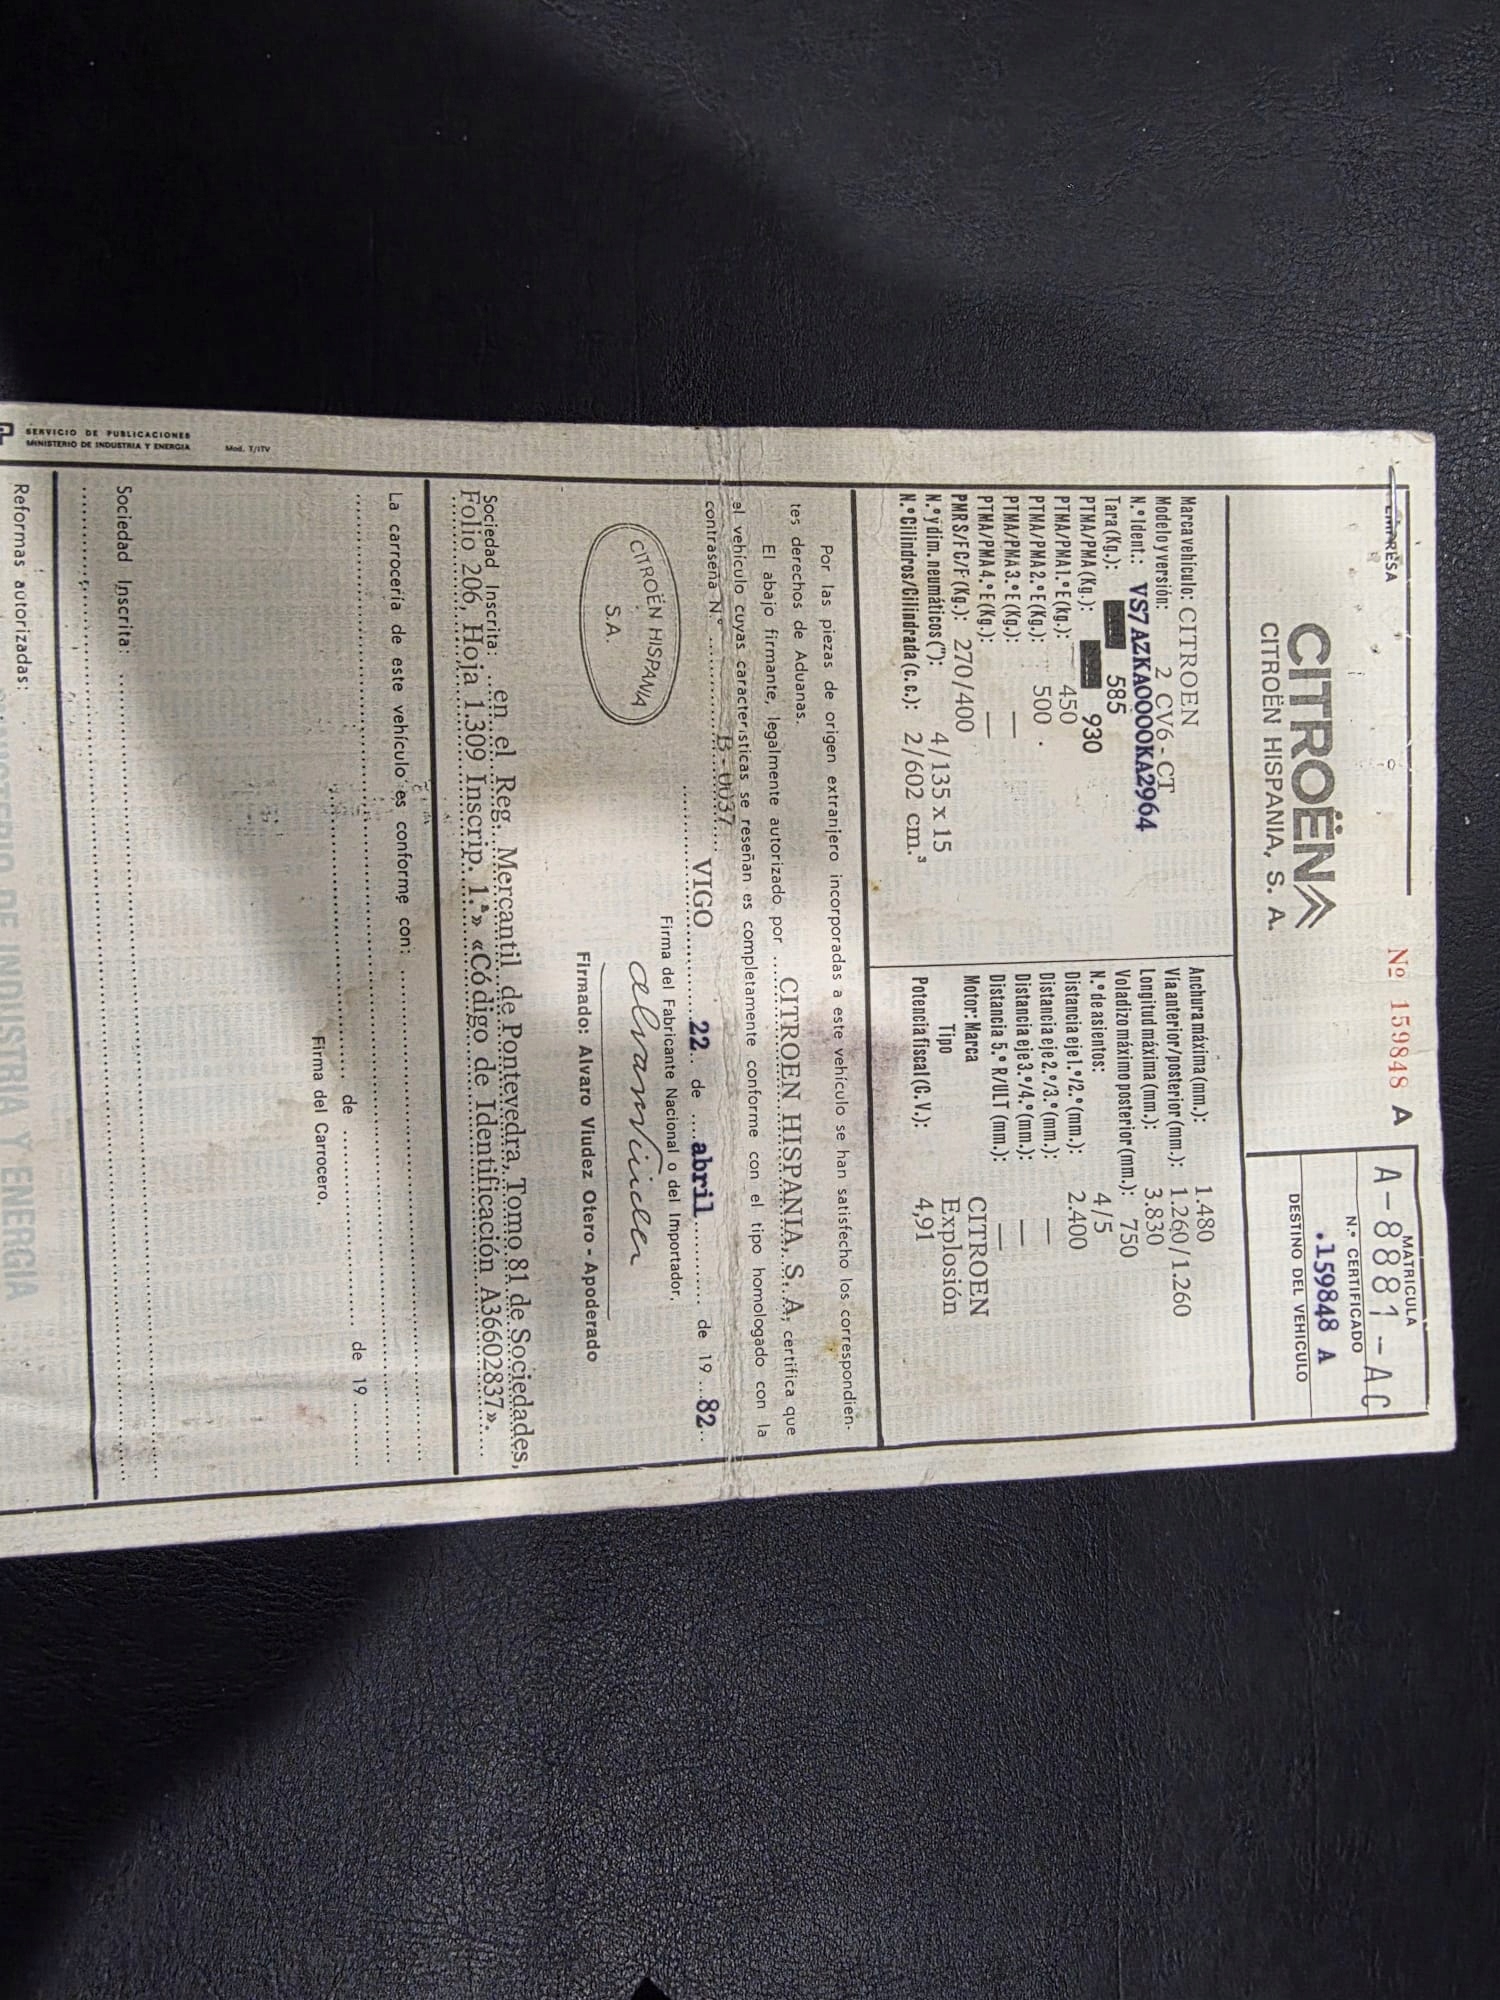 EMPRESA
Nº 159848 A
MATRICULA
A-8881-AC
N.º CERTIFICADO
.159848 A
DESTINO DEL VEHICULO
CITROËN
CITROËN HISPANIA, S. A.
Marca vehículo: CITROEN
Modelo y versión: 2 CV6-CT
N.º Ident.: VS7AZKA0000KA2964
Tara (Kg.): 585
PTMA/PMA (Kg.): 930
PTMA/PMA 1.º E (kg.): 450
PTMA/PMA 2.º E (Kg.): 500
PTMA/PMA 3.º E (Kg.): —
PTMA/PMA 4.º E (Kg.): —
PMR S/F C/F (Kg.): 270/400
N.º y dim. neumáticos ("): 4/135 x 15
N.º Cilindros/Cilindrada (c. c.): 2/602 cm.³
Anchura máxima (mm.): 1.480
Vía anterior/posterior (mm.): 1.260/1.260
Longitud máxima (mm.): 3.830
Voladizo máximo posterior (mm.): 750
N.º de asientos: 4/5
Distancia eje 1.º/2.º (mm.): 2.400
Distancia eje 2.º/3.º (mm.): —
Distancia eje 3.º/4.º (mm.): —
Distancia 5.º R/ULT (mm.): —
Motor: Marca CITROEN
Tipo Explosión
Potencia fiscal (C. V.): 4,91
Por las piezas de origen extranjero incorporadas a este vehículo se han satisfecho los correspondien-
tes derechos de Aduanas.
El abajo firmante, legalmente autorizado por CITROEN HISPANIA, S. A, certifica que
el vehículo cuyas características se reseñan es completamente conforme con el tipo homologado con la
contraseña N.º B-0037
VIGO 22 de abril de 19 82
Firma del Fabricante Nacional o del Importador,
CITROËN HISPANIA
S.A.
Firmado: Alvaro Viudez Otero - Apoderado
Sociedad Inscrita: en el Reg. Mercantil de Pontevedra, Tomo 81 de Sociedades,
Folio 206, Hoja 1.309 Inscrip. 1.ª» «Código de Identificación A36602837».
La carrocería de este vehículo es conforme con:
de de 19
Firma del Carrocero,
Sociedad Inscrita:
Reformas autorizadas:
MINISTERIO DE INDUSTRIA Y ENERGIA
SERVICIO DE PUBLICACIONES
MINISTERIO DE INDUSTRIA Y ENERGIA
Mod. T/ITV